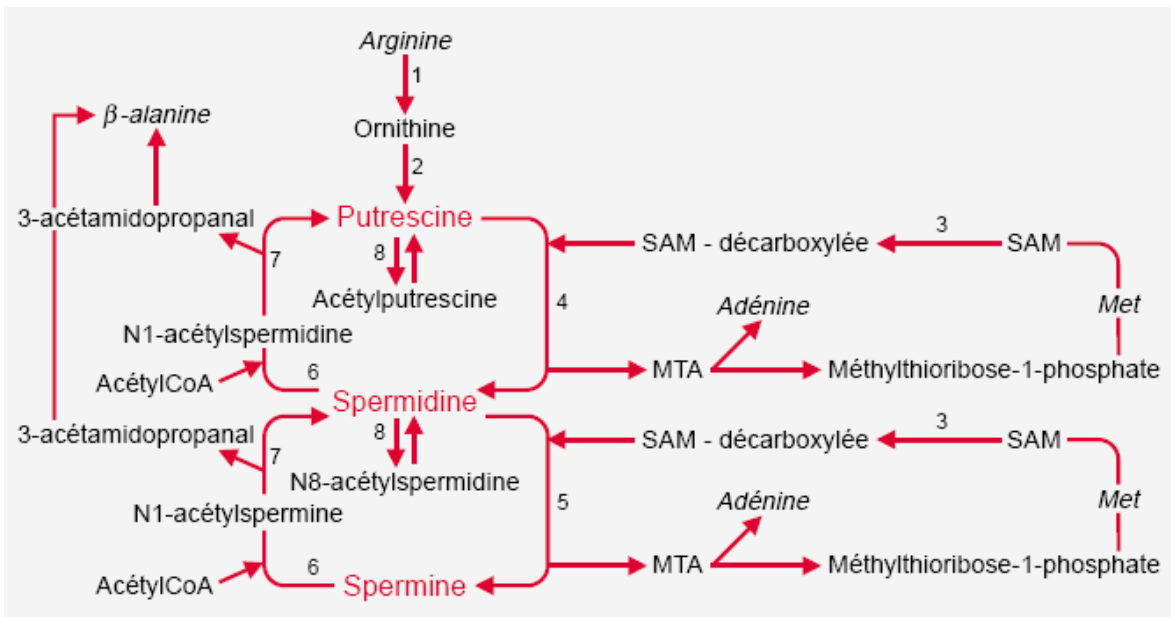 Arginine
1
β-alanine
Ornithine
2
3-acétamidopropanal
Putrescine
SAM - décarboxylée
3
SAM
7
8
Acétylputrescine
4
Adénine
Met
N1-acétylspermidine
MTA
Méthylthioribose-1-phosphate
AcétylCoA
6
Spermidine
3-acétamidopropanal
7
8
SAM - décarboxylée
3
SAM
N8-acétylspermidine
5
Adénine
Met
N1-acétylspermine
MTA
Méthylthioribose-1-phosphate
AcétylCoA
6
Spermine